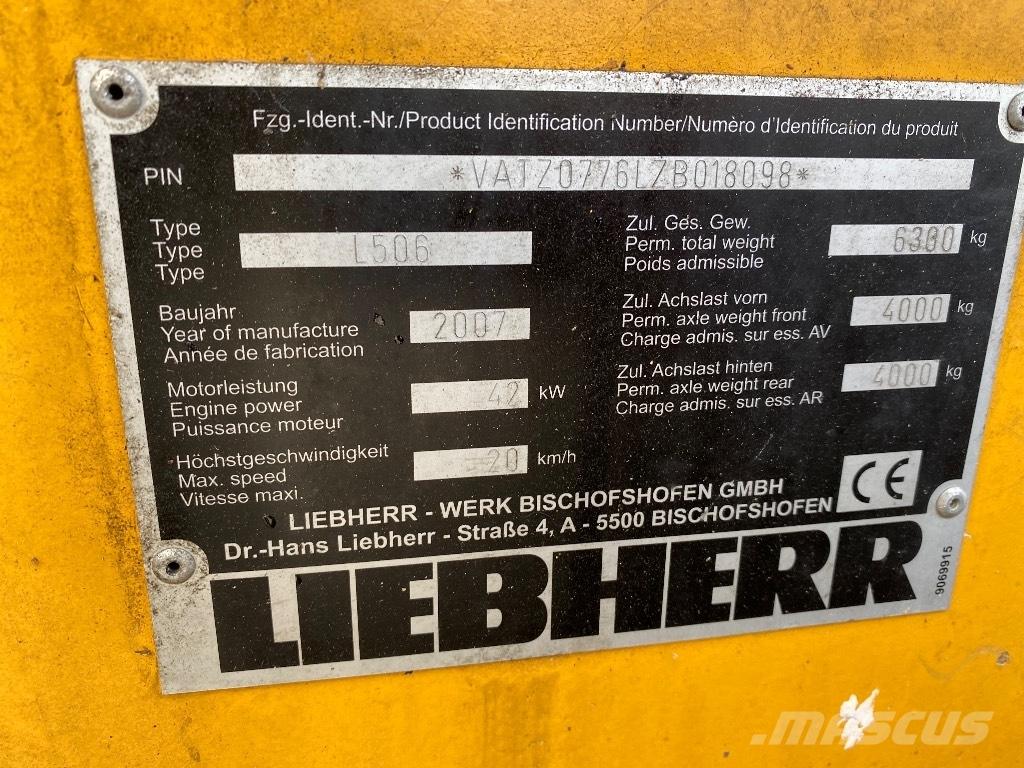 Fzg.-Ident.-Nr./Product Identification Number/Numéro d'Identification du produit
PIN *VATZ0776LZB018098*
Type
Type L506
Type
Zul. Ges. Gew.
Perm. total weight 6300 kg
Poids admissible
Baujahr
Year of manufacture 2007
Année de fabrication
Zul. Achslast vorn
Perm. axle weight front 4000 kg
Charge admis. sur ess. AV
Motorleistung
Engine power 42 kW
Puissance moteur
Zul. Achslast hinten
Perm. axle weight rear 4000 kg
Charge admis. sur ess. AR
Höchstgeschwindigkeit
Max. speed 20 km/h
Vitesse maxi.
CE
LIEBHERR - WERK BISCHOFSHOFEN GMBH
Dr.-Hans Liebherr - Straße 4, A - 5500 BISCHOFSHOFEN
LIEBHERR
9069915
MASCUS